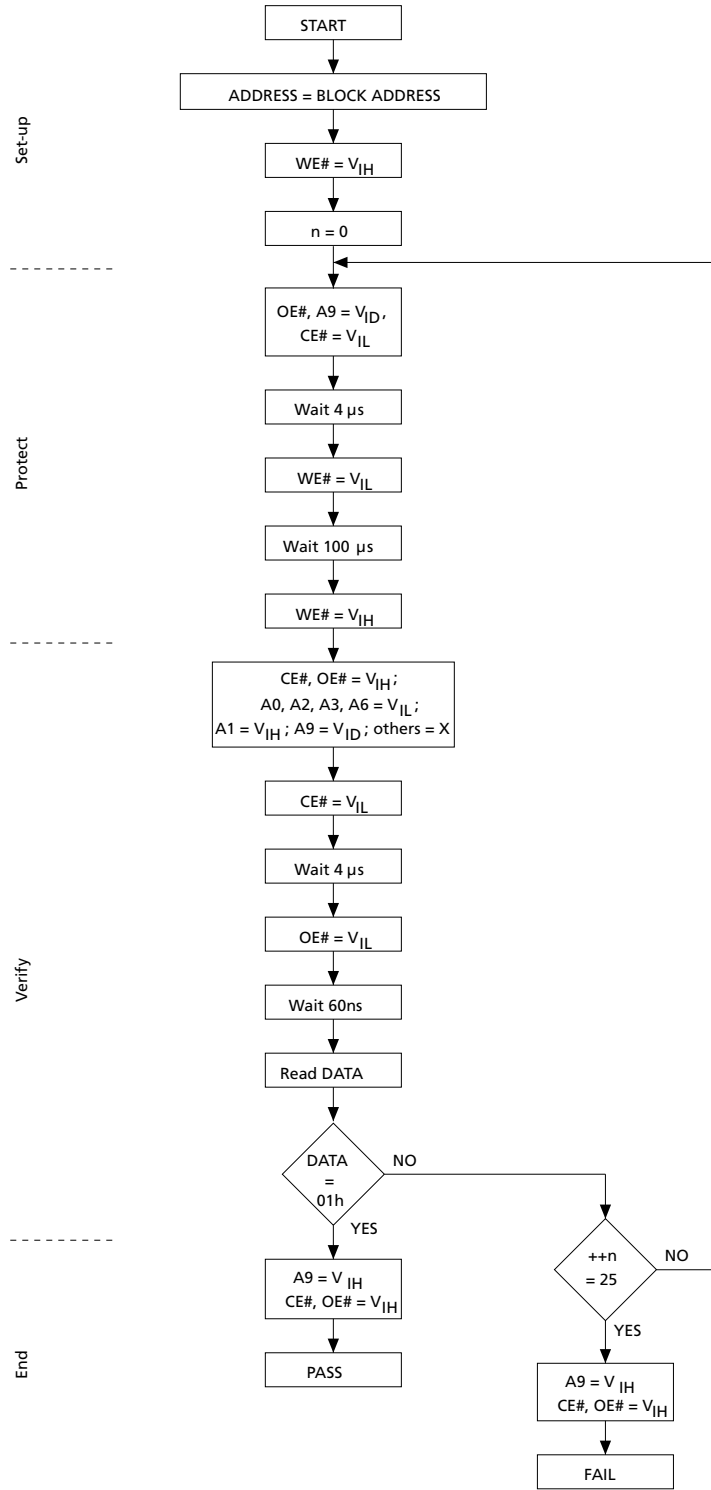 START
Set-up
ADDRESS = BLOCK ADDRESS
WE# = VIH
n = 0
Protect
OE#, A9 = VID,
CE# = VIL
Wait 4 µs
WE# = VIL
Wait 100 µs
WE# = VIH
Verify
CE#, OE# = VIH;
A0, A2, A3, A6 = VIL;
A1 = VIH; A9 = VID; others = X
CE# = VIL
Wait 4 µs
OE# = VIL
Wait 60ns
Read DATA
DATA
=
01h
NO
YES
++n
= 25
NO
YES
End
A9 = V IH
CE#, OE# = VIH
PASS
A9 = V IH
CE#, OE# = VIH
FAIL